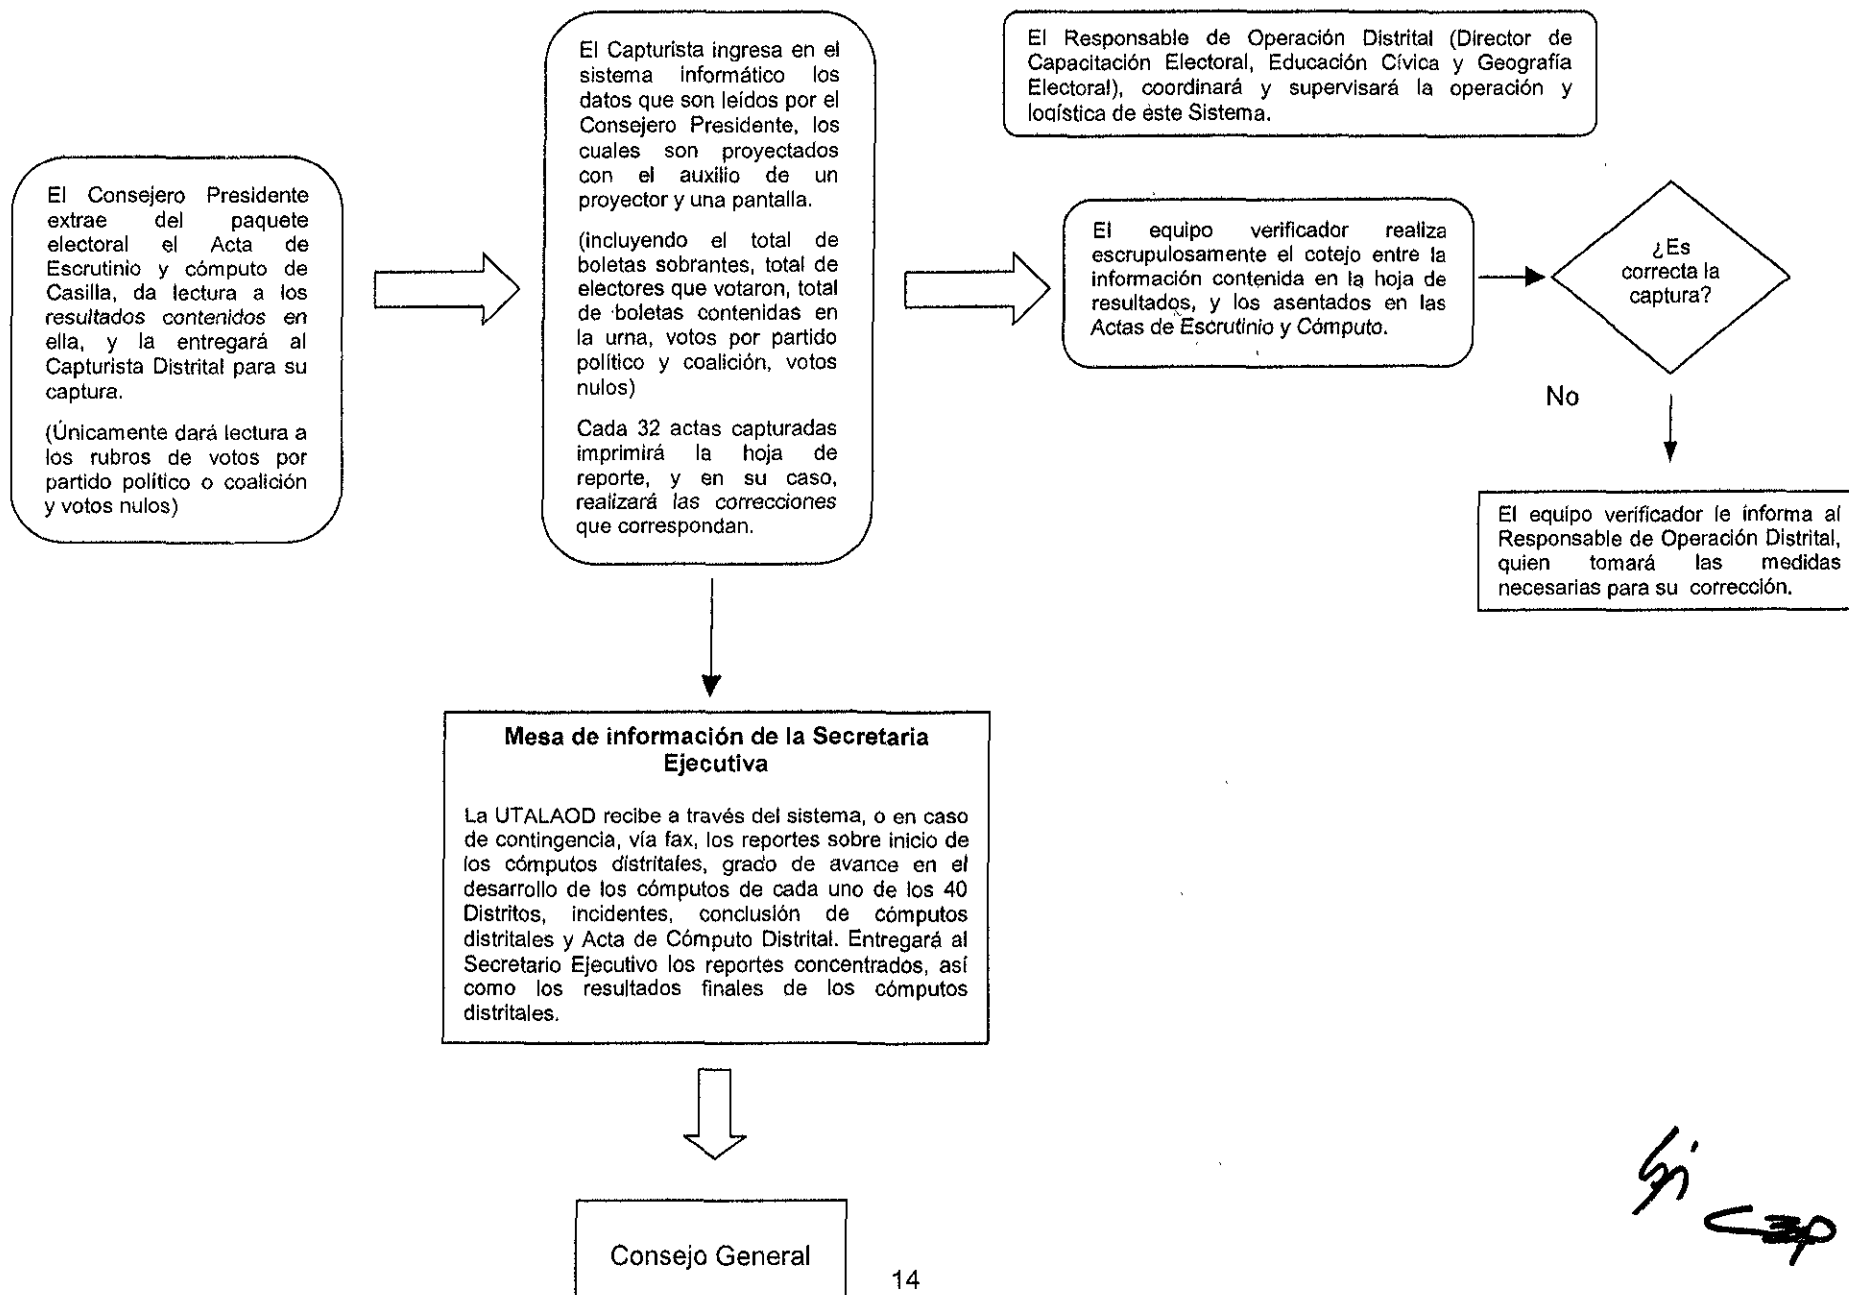 El Consejero Presidente
extrae del paquete
electoral el Acta de
Escrutinio y cómputo de
Casilla, da lectura a los
resultados contenidos en
ella, y la entregará al
Capturista Distrital para su
captura.
(Únicamente dará lectura a
los rubros de votos por
partido político o coalición
y votos nulos)
El Capturista ingresa en el
sistema informático los
datos que son leídos por el
Consejero Presidente, los
cuales son proyectados
con el auxilio de un
proyector y una pantalla.
(incluyendo el total de
boletas sobrantes, total de
electores que votaron, total
de boletas contenidas en
la urna, votos por partido
político y coalición, votos
nulos)
Cada 32 actas capturadas
imprimirá la hoja de
reporte, y en su caso,
realizará las correcciones
que correspondan.
El Responsable de Operación Distrital (Director de
Capacitación Electoral, Educación Cívica y Geografía
Electoral), coordinará y supervisará la operación y
logística de este Sistema.
El equipo verificador realiza
escrupulosamente el cotejo entre la
información contenida en la hoja de
resultados, y los asentados en las
Actas de Escrutinio y Cómputo.
¿Es
correcta la
captura?
No
El equipo verificador le informa al
Responsable de Operación Distrital,
quien tomará las medidas
necesarias para su corrección.
Mesa de información de la Secretaria
Ejecutiva
La UTALAOD recibe a través del sistema, o en caso
de contingencia, vía fax, los reportes sobre inicio de
los cómputos distritales, grado de avance en el
desarrollo de los cómputos de cada uno de los 40
Distritos, incidentes, conclusión de cómputos
distritales y Acta de Cómputo Distrital. Entregará al
Secretario Ejecutivo los reportes concentrados, así
como los resultados finales de los cómputos
distritales.
Consejo General
14